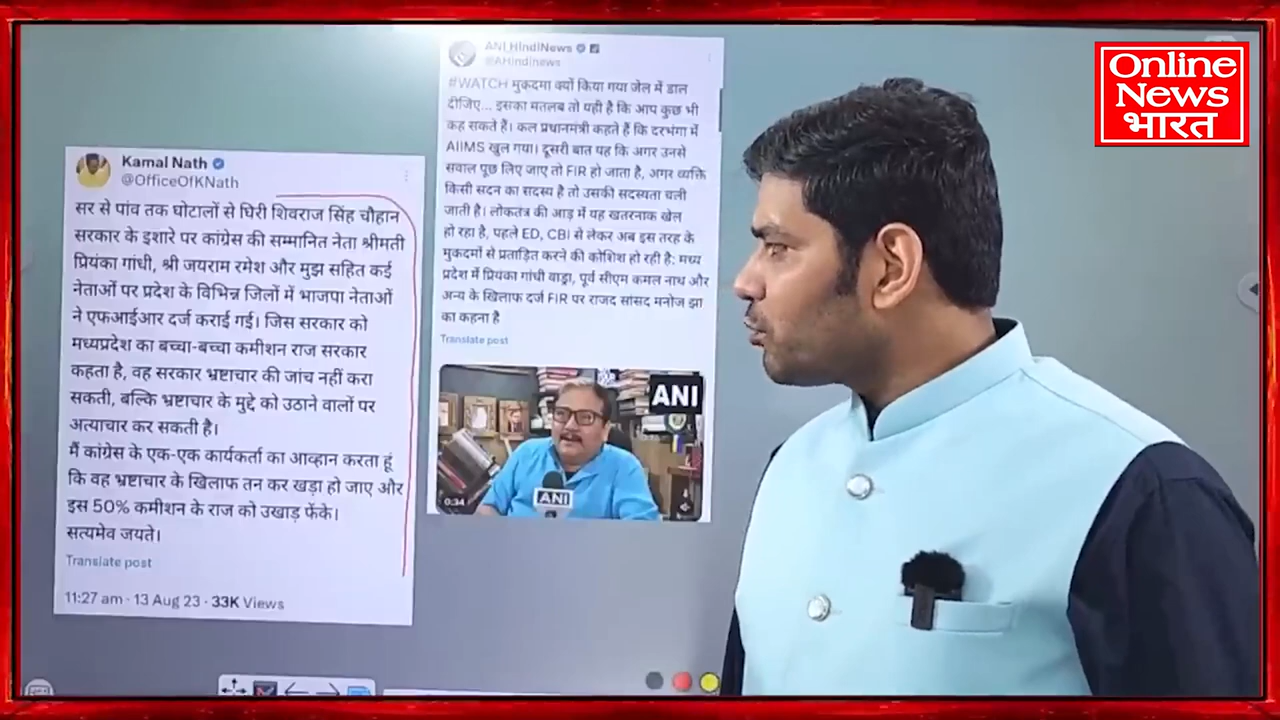 Online
News
भारत
Kamal Nath
@OfficeOfKNath
सर से पांव तक घोटालों से घिरी शिवराज सिंह चौहान
सरकार के इशारे पर कांग्रेस की सम्मानित नेता श्रीमती
प्रियंका गांधी, श्री जयराम रमेश और मुझ सहित कई
नेताओं पर प्रदेश के विभिन्न जिलों में भाजपा नेताओं
ने एफआईआर दर्ज कराई गई। जिस सरकार को
मध्यप्रदेश का बच्चा-बच्चा कमीशन राज सरकार
कहता है, वह सरकार भ्रष्टाचार की जांच नहीं करा
सकती, बल्कि भ्रष्टाचार के मुद्दे को उठाने वालों पर
अत्याचार कर सकती है।
मैं कांग्रेस के एक-एक कार्यकर्ता का आव्हान करता हूं
कि वह भ्रष्टाचार के खिलाफ तन कर खड़ा हो जाए और
इस 50% कमीशन के राज को उखाड़ फेंके।
सत्यमेव जयते।
Translate post
11:27 am · 13 Aug 23 · 33K Views
ANI_HindiNews
@AHindinews
#WATCH मुकदमा क्यों किया गया जेल में डाल
दीजिए... इसका मतलब तो यही है कि आप कुछ भी
कह सकते हैं। कल प्रधानमंत्री कहते हैं कि दरभंगा में
AIIMS खुल गया। दूसरी बात यह कि अगर उनसे
सवाल पूछ लिए जाए तो FIR हो जाता है, अगर व्यक्ति
किसी सदन का सदस्य है तो उसकी सदस्यता चली
जाती है। लोकतंत्र की आड़ में यह खतरनाक खेल
हो रहा है, पहले ED, CBI से लेकर अब इस तरह के
मुकदमों से प्रताड़ित करने की कोशिश हो रही है: मध्य
प्रदेश में प्रियंका गांधी वाड्रा, पूर्व सीएम कमल नाथ और
अन्य के खिलाफ दर्ज FIR पर राजद सांसद मनोज झा
का कहना है
Translate post
ANI
ANI
0:34